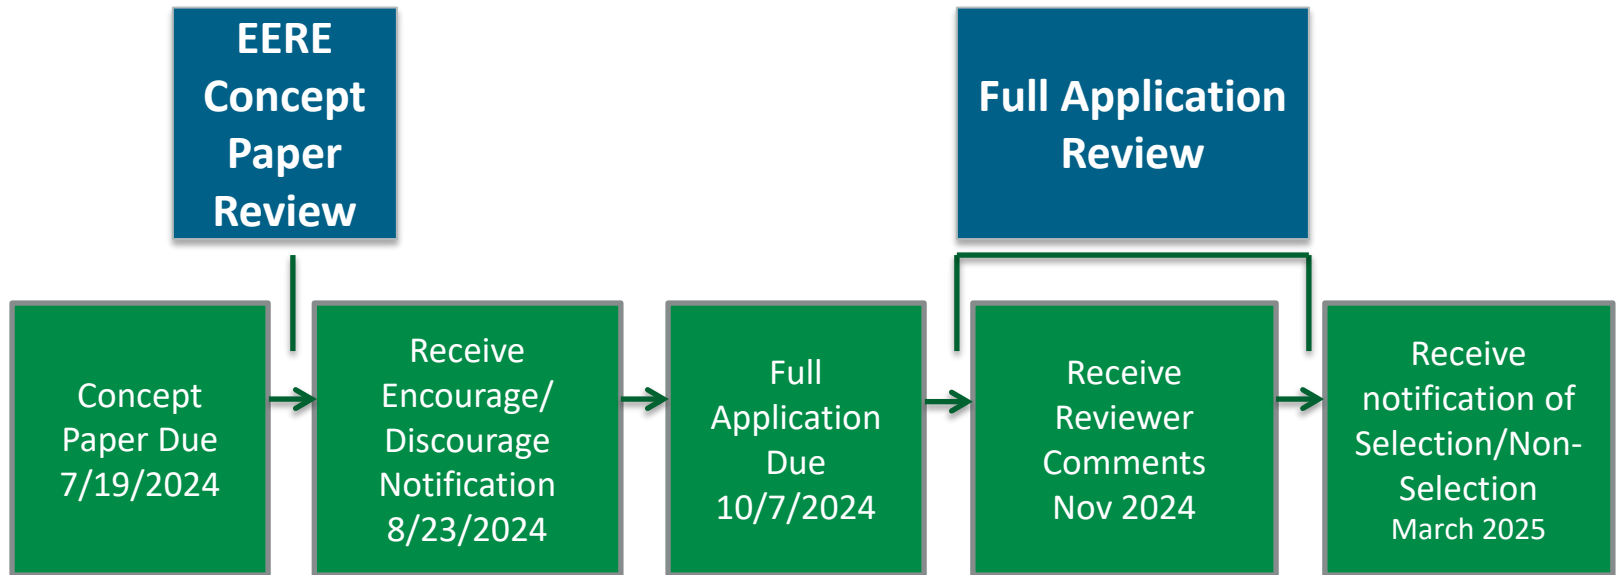 EERE
Concept
Paper
Review
Full Application
Review
Concept
Paper Due
7/19/2024
Receive
Encourage/
Discourage
Notification
8/23/2024
Full
Application
Due
10/7/2024
Receive
Reviewer
Comments
Nov 2024
Receive
notification of
Selection/Non-
Selection
March 2025